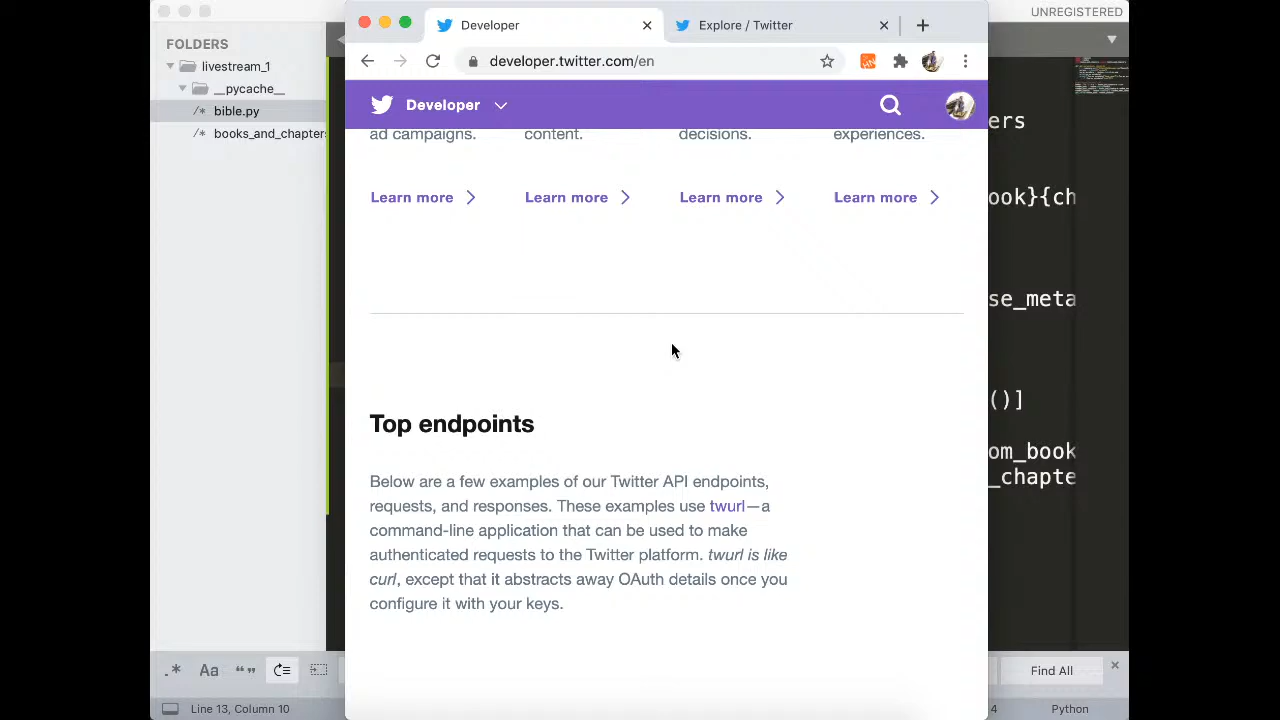 UNREGISTERED
FOLDERS
livestream_1
__pycache__
/* bible.py
/* books_and_chapters
Developer
Explore / Twitter
developer.twitter.com/en
Developer
ad campaigns.
content.
decisions.
experiences.
Learn more
Learn more
Learn more
Learn more
Top endpoints
Below are a few examples of our Twitter API endpoints,
requests, and responses. These examples use twurl—a
command-line application that can be used to make
authenticated requests to the Twitter platform. twurl is like
curl, except that it abstracts away OAuth details once you
configure it with your keys.
ers
ook}{ch
se_meta
()]
om_book
_chapte
.* Aa “”
Find All
Line 13, Column 10
4
Python